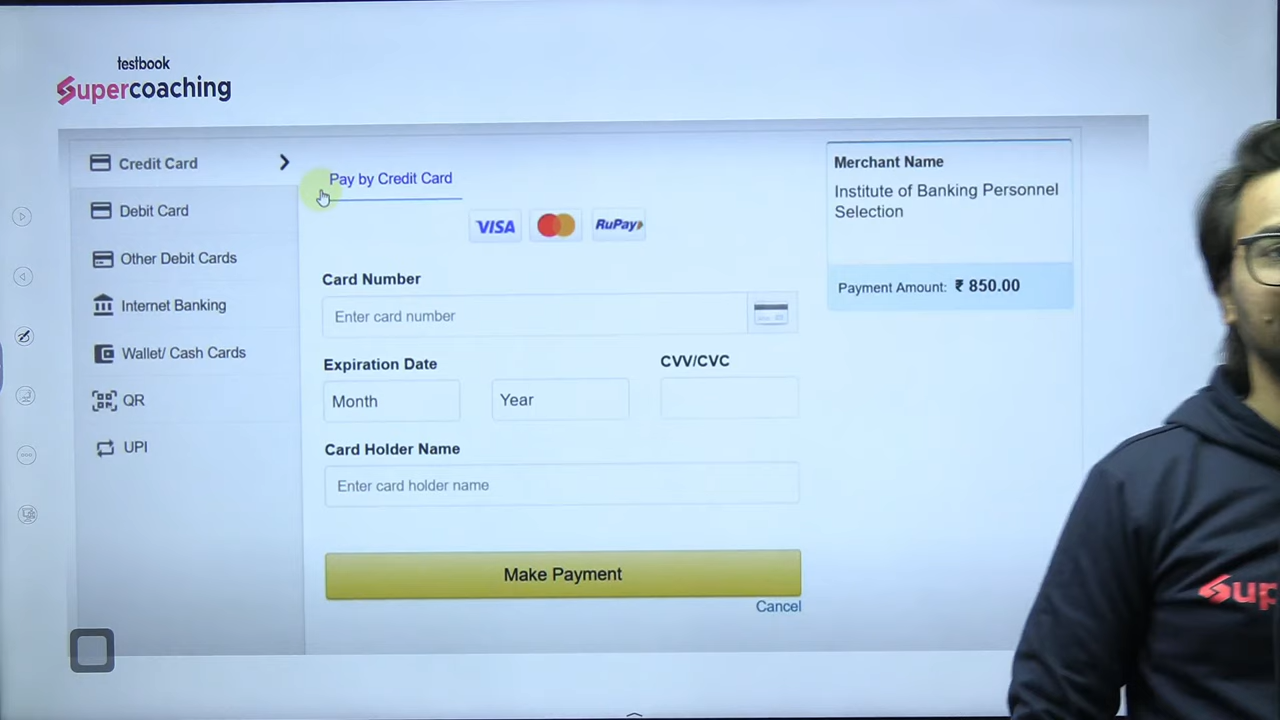 testbook
Supercoaching
Credit Card
Debit Card
Other Debit Cards
Internet Banking
Wallet/ Cash Cards
QR
UPI
Pay by Credit Card
VISA
RuPay
Card Number
Enter card number
Expiration Date
CVV/CVC
Month
Year
Card Holder Name
Enter card holder name
Make Payment
Cancel
Merchant Name
Institute of Banking Personnel
Selection
Payment Amount: ₹ 850.00
Sup